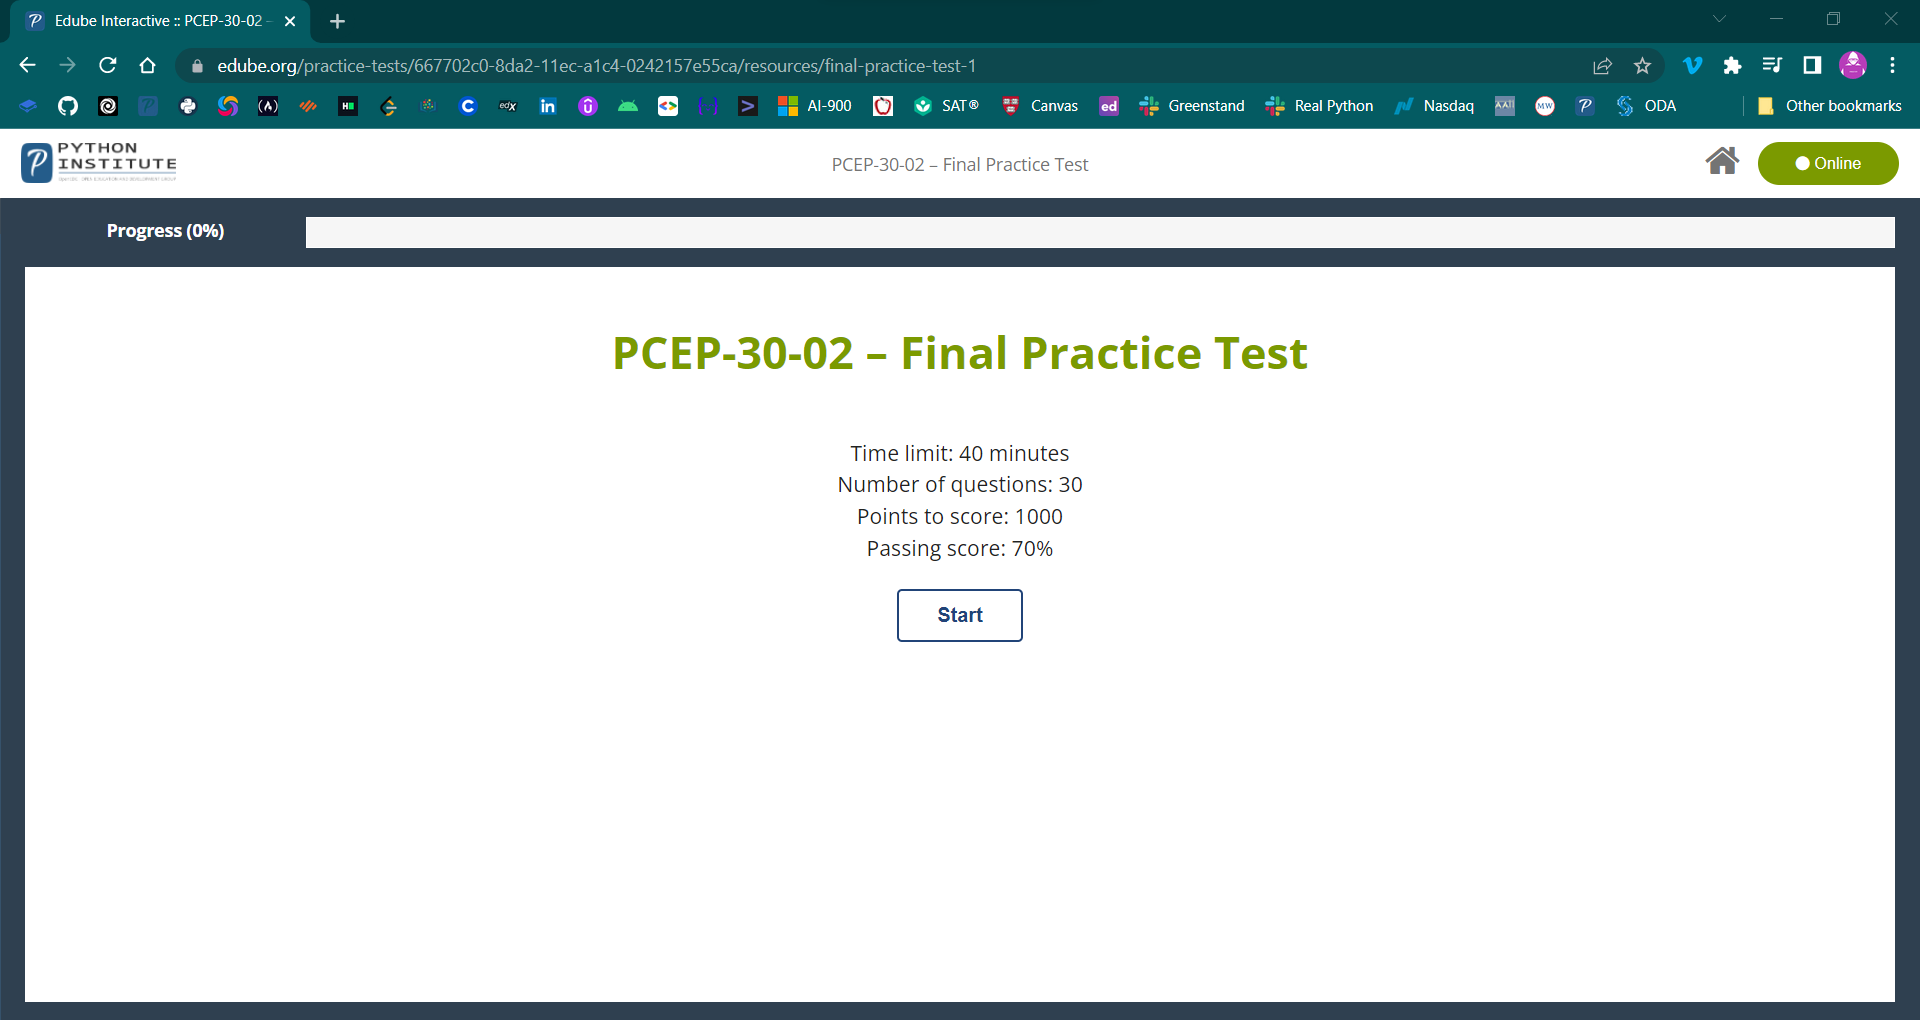 Edube Interactive :: PCEP-30-02 -
edube.org/practice-tests/667702c0-8da2-11ec-a1c4-0242157e55ca/resources/final-practice-test-1
AI-900 SAT® Canvas ed Greenstand Real Python Nasdaq MW ODA Other bookmarks
PYTHON
INSTITUTE
PCEP-30-02 – Final Practice Test
Online
Progress (0%)
PCEP-30-02 – Final Practice Test
Time limit: 40 minutes
Number of questions: 30
Points to score: 1000
Passing score: 70%
Start